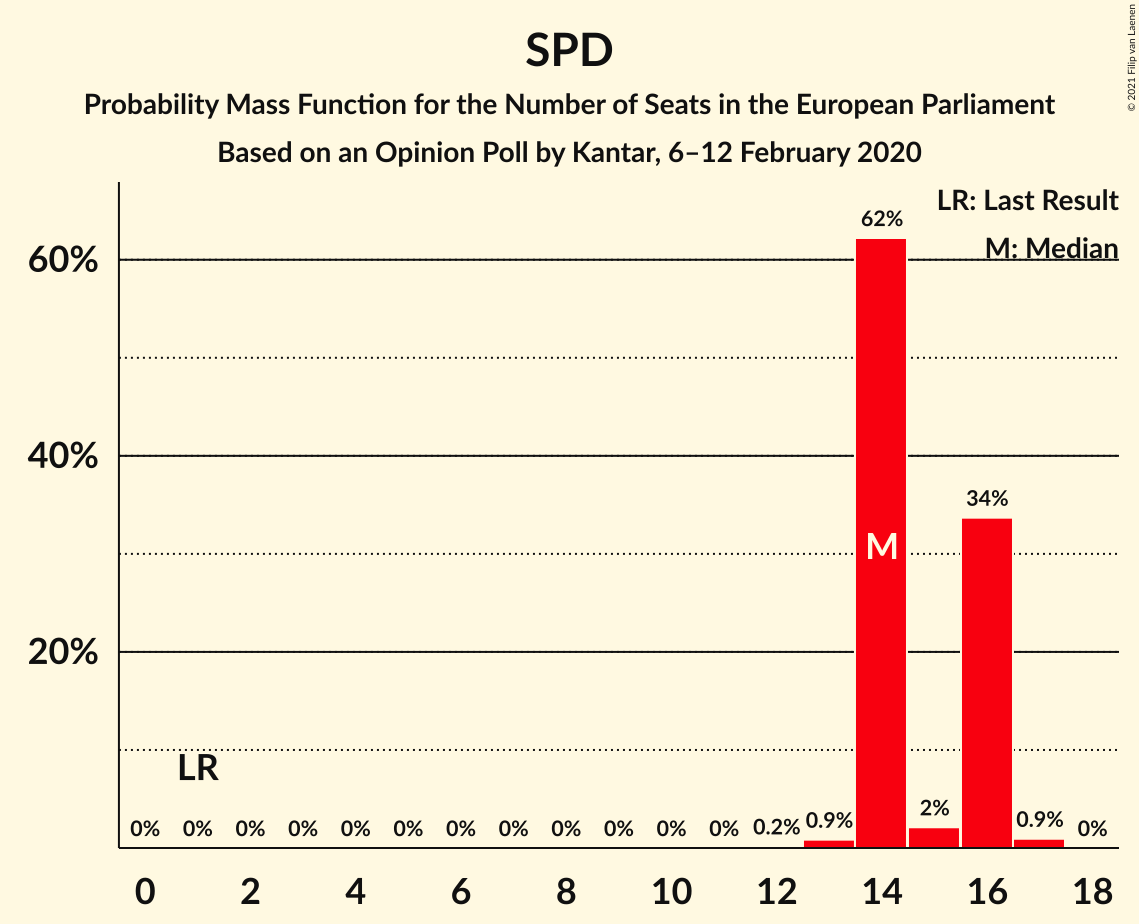 SPD
Probability Mass Function for the Number of Seats in the European Parliament
Based on an Opinion Poll by Kantar, 6–12 February 2020
© 2021 Filip van Laenen
LR: Last Result
M: Median
60%
40%
20%
62%
34%
M
LR
0% 0% 0% 0% 0% 0% 0% 0% 0% 0% 0% 0% 0.2% 0.9% 2% 0.9% 0%
0 2 4 6 8 10 12 14 16 18